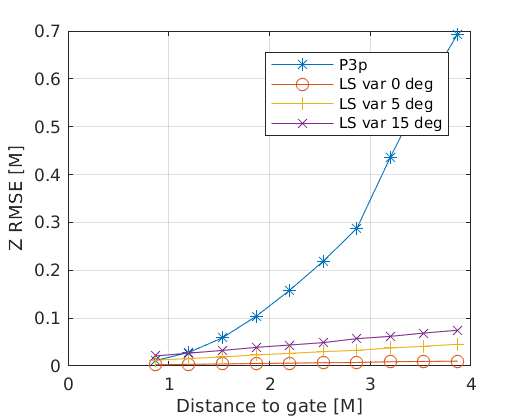 0.7
0.6
0.5
0.4
0.3
0.2
0.1
0
Z RMSE [M]
P3p
LS var 0 deg
LS var 5 deg
LS var 15 deg
0 1 2 3 4
Distance to gate [M]